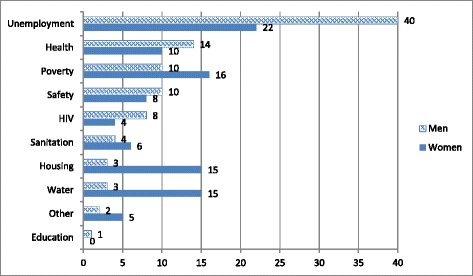 Unemployment 40
22
Health 14
10
Poverty 10
16
Safety 10
8
HIV 8
4
Sanitation 4
6
Housing 3
15
Water 3
15
Other 2
5
Education 1
0
Men
Women
0 5 10 15 20 25 30 35 40